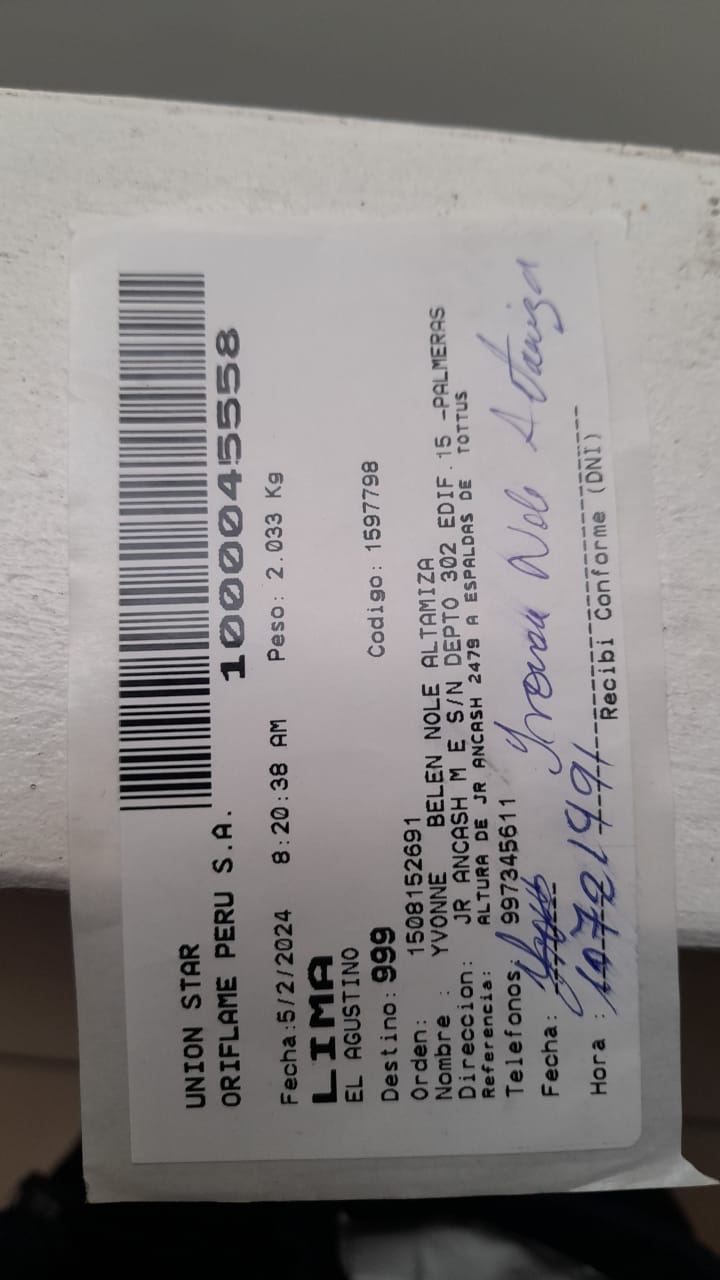 UNION STAR
ORIFLAME PERU S.A.
1000045558
Fecha:5/2/2024 8:20:38 AM Peso: 2.033 Kg
LIMA
EL AGUSTINO
Destino: 999 Codigo: 1597798
Orden: 1508152691
Nombre : YVONNE BELEN NOLE ALTAMIZA
Direccion: JR ANCASH M E S/N DEPTO 302 EDIF 15 -PALMERAS
Referencia: ALTURA DE JR ANCASH 2479 A ESPALDAS DE TOTTUS
Telefonos: 997345611
Fecha: Nole
Hora :
Recibi Conforme (DNI)